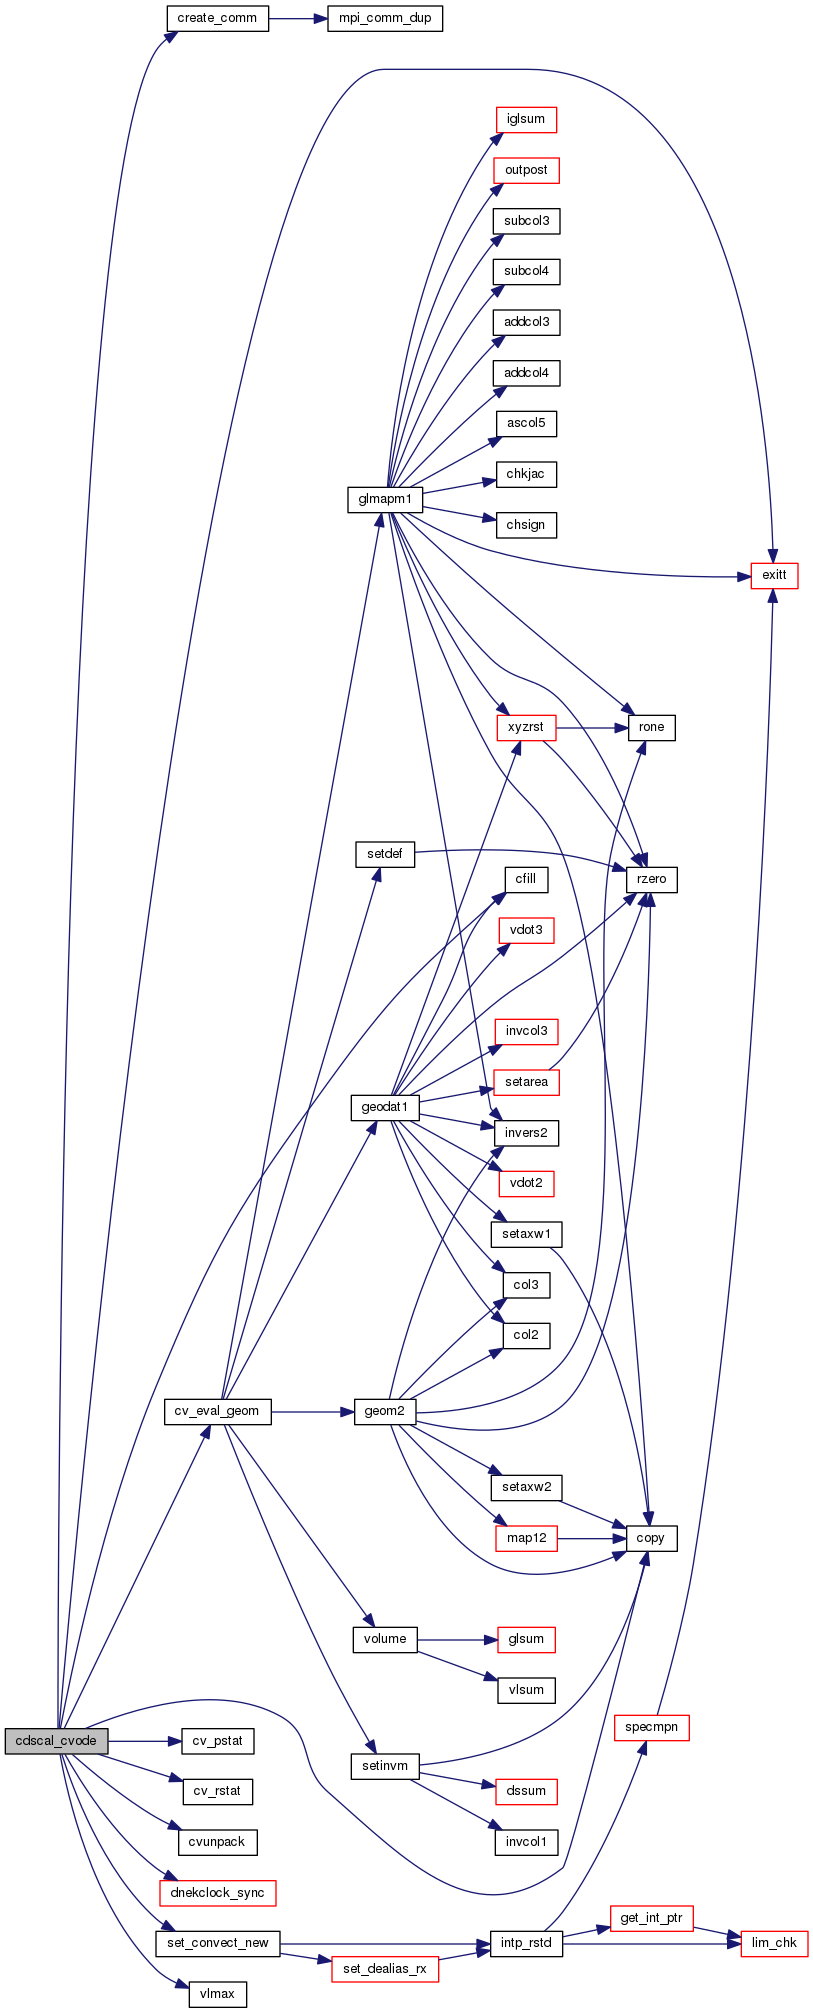 create_comm
mpi_comm_dup
iglsum
outpost
subcol3
subcol4
addcol3
addcol4
ascol5
chkjac
glmapm1
chsign
exitt
xyzrst
rone
setdef
cfill
rzero
vdot3
invcol3
setarea
geodat1
invers2
vdot2
setaxw1
col3
col2
cv_eval_geom
geom2
setaxw2
map12
copy
volume
glsum
vlsum
specmpn
cdscal_cvode
cv_pstat
setinvm
dssum
cv_rstat
cvunpack
invcol1
dnekclock_sync
get_int_ptr
set_convect_new
intp_rstd
lim_chk
set_dealias_rx
vlmax